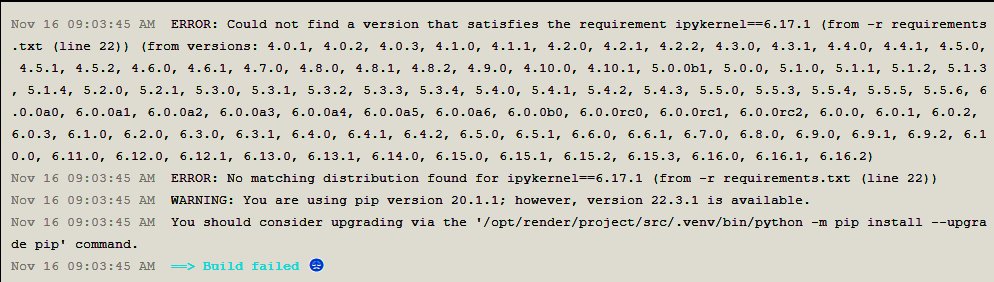 Nov 16 09:03:45 AM  ERROR: Could not find a version that satisfies the requirement ipykernel==6.17.1 (from -r requirements
.txt (line 22)) (from versions: 4.0.1, 4.0.2, 4.0.3, 4.1.0, 4.1.1, 4.2.0, 4.2.1, 4.2.2, 4.3.0, 4.3.1, 4.4.0, 4.4.1, 4.5.0,
4.5.1, 4.5.2, 4.6.0, 4.6.1, 4.7.0, 4.8.0, 4.8.1, 4.8.2, 4.9.0, 4.10.0, 4.10.1, 5.0.0b1, 5.0.0, 5.1.0, 5.1.1, 5.1.2, 5.1.3
, 5.1.4, 5.2.0, 5.2.1, 5.3.0, 5.3.1, 5.3.2, 5.3.3, 5.3.4, 5.4.0, 5.4.1, 5.4.2, 5.4.3, 5.5.0, 5.5.3, 5.5.4, 5.5.5, 5.5.6, 6
.0.0a0, 6.0.0a1, 6.0.0a2, 6.0.0a3, 6.0.0a4, 6.0.0a5, 6.0.0a6, 6.0.0b0, 6.0.0rc0, 6.0.0rc1, 6.0.0rc2, 6.0.0, 6.0.1, 6.0.2,
6.0.3, 6.1.0, 6.2.0, 6.3.0, 6.3.1, 6.4.0, 6.4.1, 6.4.2, 6.5.0, 6.5.1, 6.6.0, 6.6.1, 6.7.0, 6.8.0, 6.9.0, 6.9.1, 6.9.2, 6.1
0.0, 6.11.0, 6.12.0, 6.12.1, 6.13.0, 6.13.1, 6.14.0, 6.15.0, 6.15.1, 6.15.2, 6.15.3, 6.16.0, 6.16.1, 6.16.2)
Nov 16 09:03:45 AM  ERROR: No matching distribution found for ipykernel==6.17.1 (from -r requirements.txt (line 22))
Nov 16 09:03:45 AM  WARNING: You are using pip version 20.1.1; however, version 22.3.1 is available.
Nov 16 09:03:45 AM  You should consider upgrading via the '/opt/render/project/src/.venv/bin/python -m pip install --upgra
de pip' command.
Nov 16 09:03:45 AM  ==> Build failed